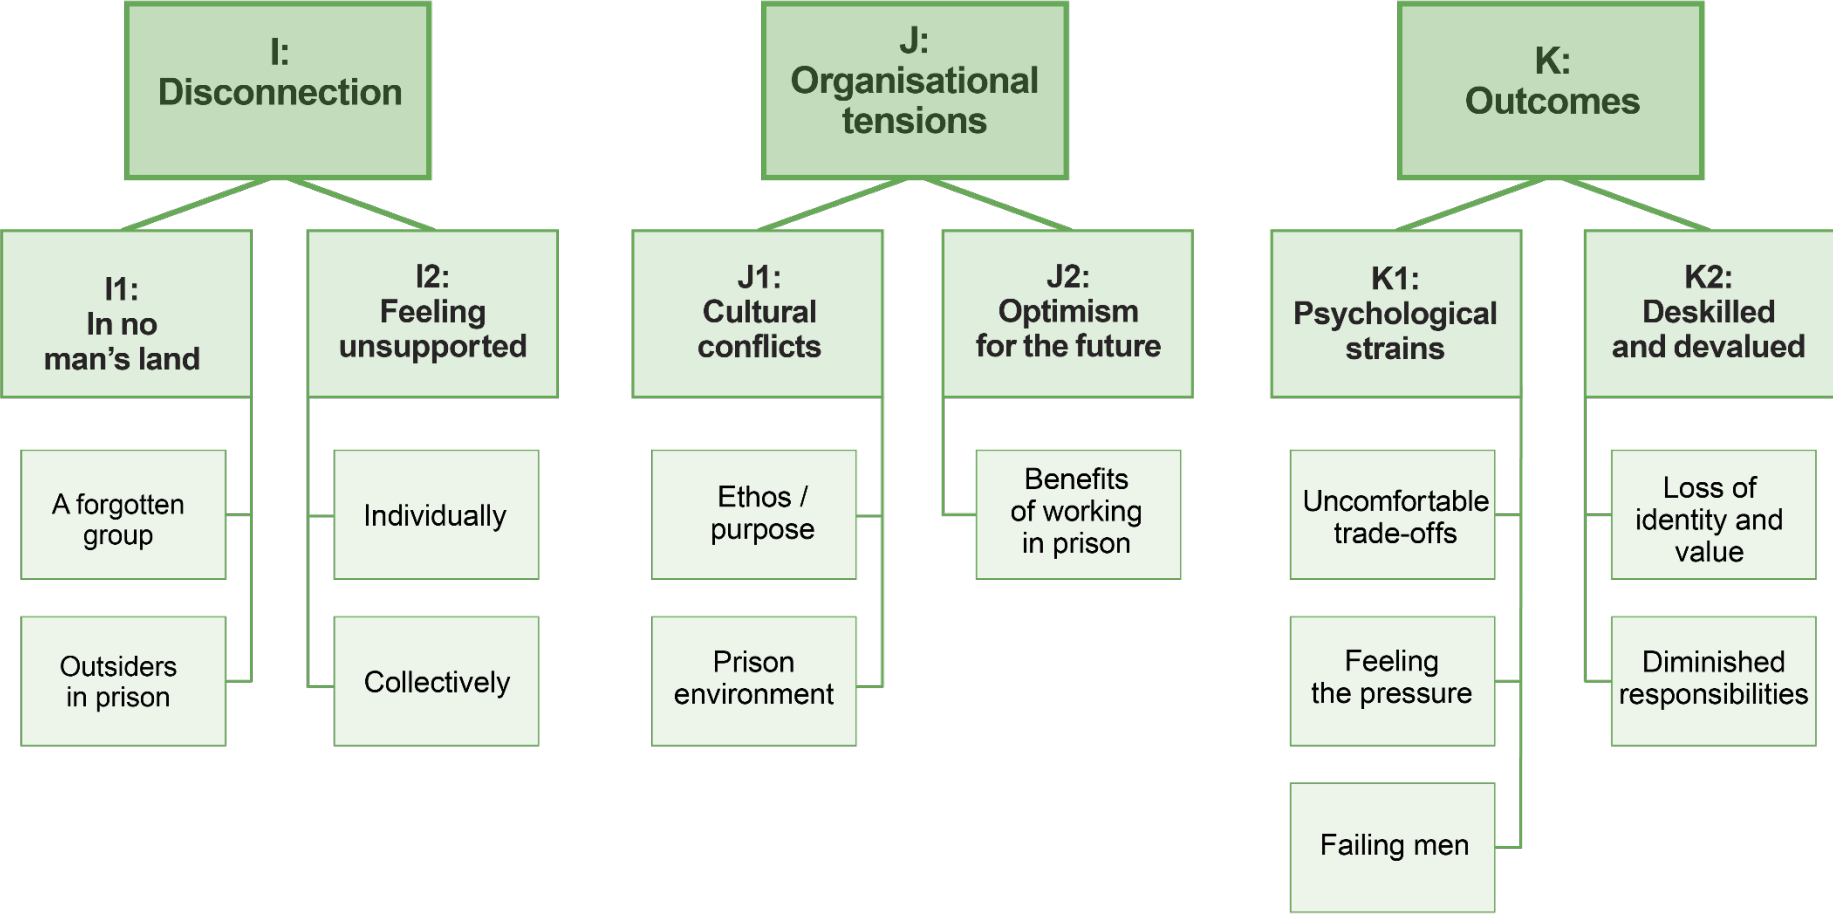 I:
Disconnection
J:
Organisational
tensions
K:
Outcomes
I1:
In no
man’s land
I2:
Feeling
unsupported
J1:
Cultural
conflicts
J2:
Optimism
for the future
K1:
Psychological
strains
K2:
Deskilled
and devalued
A forgotten
group
Individually
Ethos /
purpose
Benefits
of working
in prison
Uncomfortable
trade-offs
Loss of
identity and
value
Outsiders
in prison
Collectively
Prison
environment
Feeling
the pressure
Diminished
responsibilities
Failing men